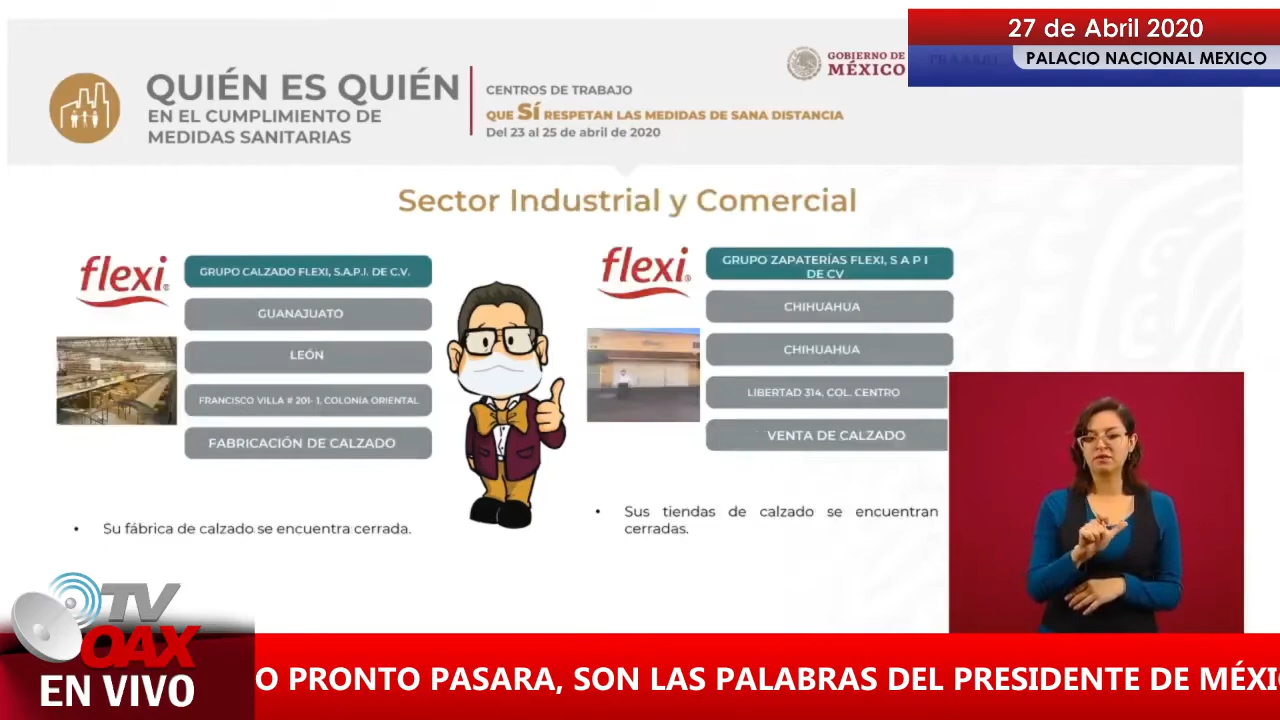 27 de Abril 2020
PALACIO NACIONAL MEXICO
GOBIERNO DE
MÉXICO
QUIÉN ES QUIÉN
EN EL CUMPLIMIENTO DE
MEDIDAS SANITARIAS
CENTROS DE TRABAJO
QUE SÍ RESPETAN LAS MEDIDAS DE SANA DISTANCIA
Del 23 al 25 de abril de 2020
Sector Industrial y Comercial
flexi
GRUPO CALZADO FLEXI, S.A.P.I. DE C.V.
GUANAJUATO
LEÓN
FRANCISCO VILLA # 201- 1, COLONIA ORIENTAL
FABRICACIÓN DE CALZADO
Su fábrica de calzado se encuentra cerrada.
flexi
GRUPO ZAPATERÍAS FLEXI, S A P I
DE CV
CHIHUAHUA
CHIHUAHUA
LIBERTAD 314, COL. CENTRO
VENTA DE CALZADO
Sus tiendas de calzado se encuentran
cerradas.
TV
OAX
EN VIVO
O PRONTO PASARA, SON LAS PALABRAS DEL PRESIDENTE DE MÉXI